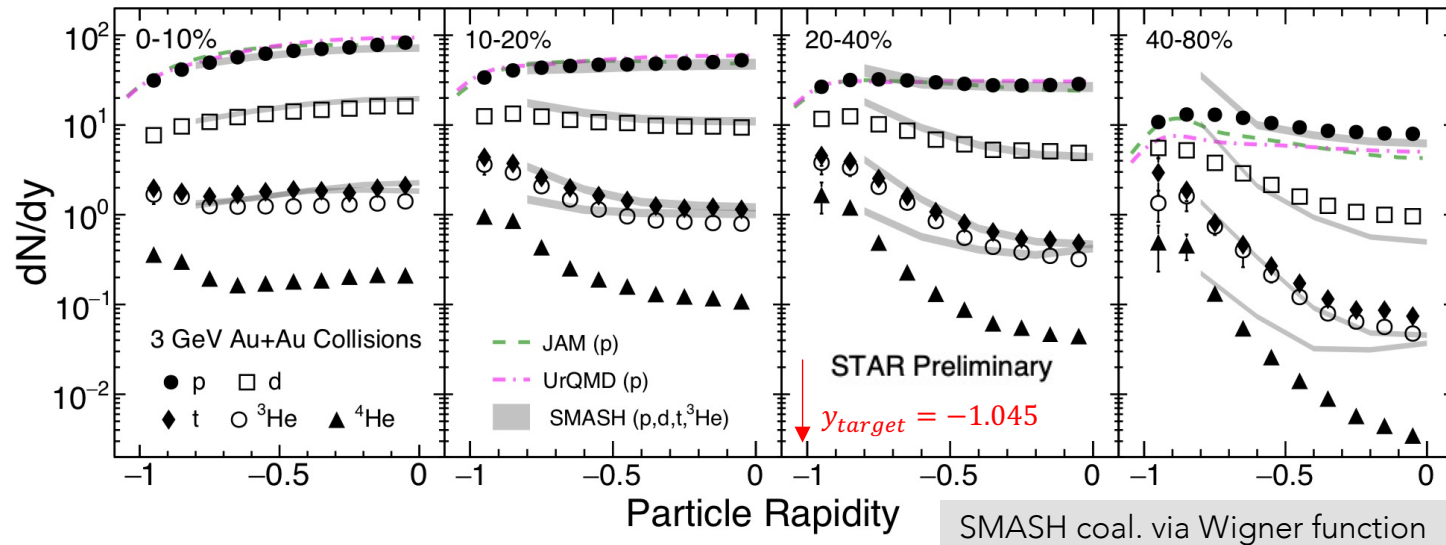 0-10%
10-20%
20-40%
40-80%
10²
10
1
10⁻¹
10⁻²
dN/dy
3 GeV Au+Au Collisions
p d
t ³He ⁴He
JAM (p)
UrQMD (p)
SMASH (p,d,t,³He)
STAR Preliminary
y_target = −1.045
−1 −0.5 0 −1 −0.5 0 −1 −0.5 0 −1 −0.5 0
Particle Rapidity
SMASH coal. via Wigner function